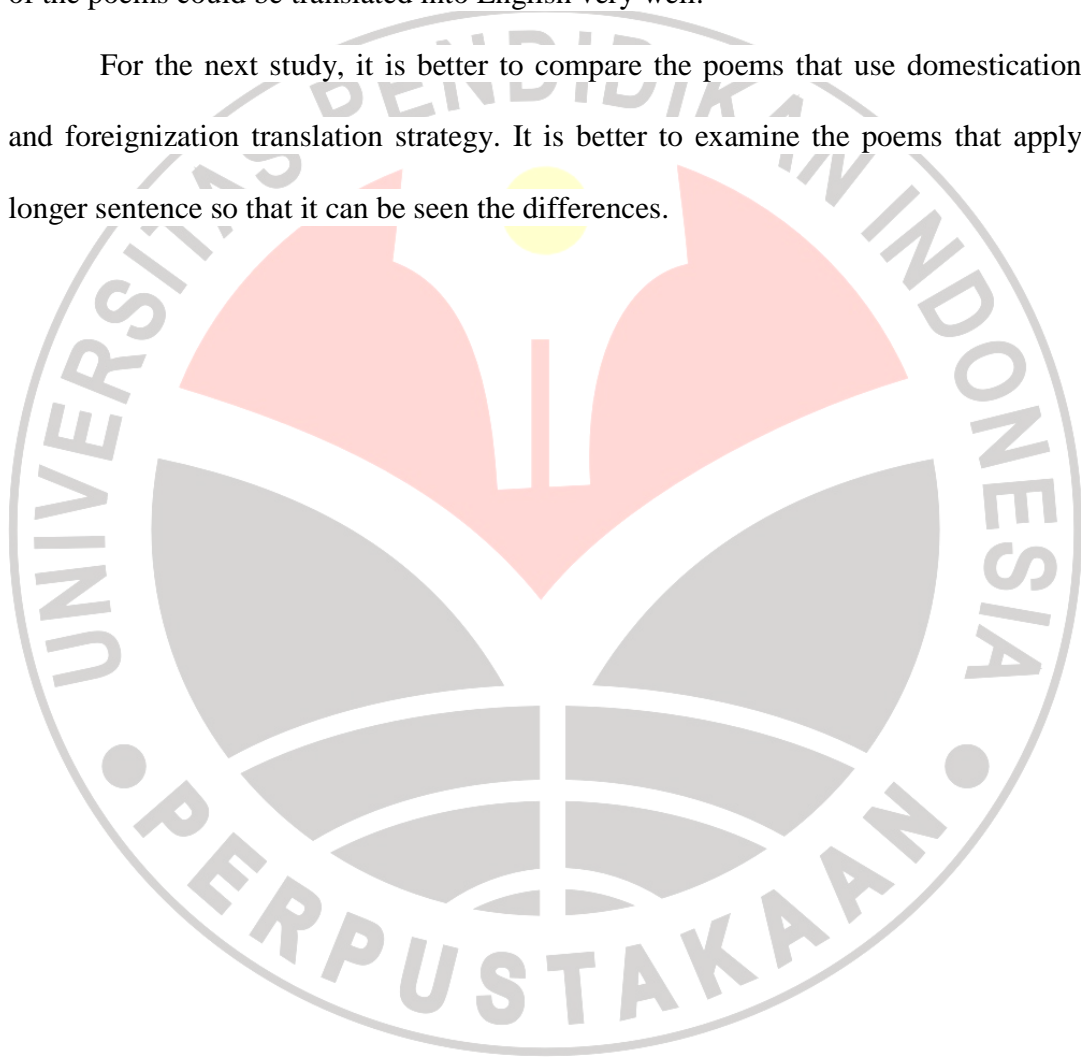 of the poems could be translated into English very well.
For the next study, it is better to compare the poems that use domestication
and foreignization translation strategy. It is better to examine the poems that apply
longer sentence so that it can be seen the differences.
UNIVERSITAS PENDIDIKAN INDONESIA
PERPUSTAKAAN